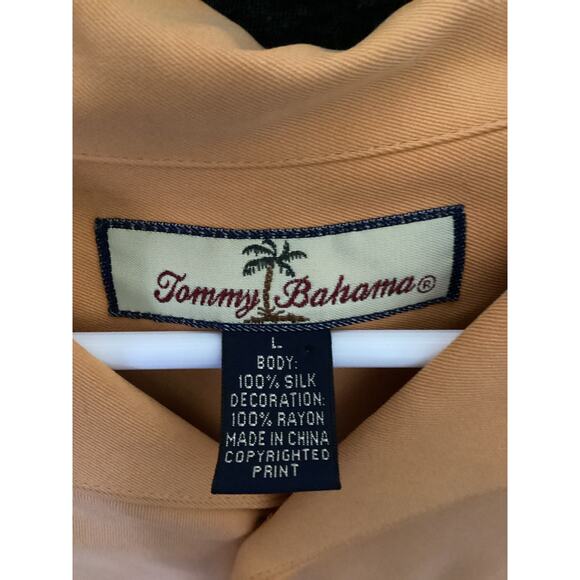 Tommy Bahama®
L
BODY:
100% SILK
DECORATION:
100% RAYON
MADE IN CHINA
COPYRIGHTED
PRINT